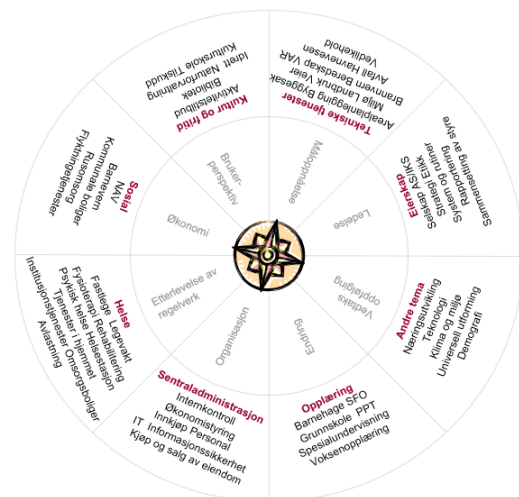 Kultur og fritid
Aktivitetstilbud
Bibliotek
Idrett Naturforvaltning
Kulturskole Tilskudd
Tekniske tjenester
Arealplanlegging Byggesak
Miljø Landbruk Veier
Brannvern Beredskap VAR
Avfall Havnevesen
Vedlikehold
Eierskap
Selskap AS/IKS
Strategi Etikk
System og rutiner
Rapportering
Sammensetting av styre
Andre tema
Næringsutvikling
Teknologi
Klima og miljø
Universell utforming
Demografi
Opplæring
Barnehage SFO
Grunnskole PPT
Spesialundervisning
Voksenopplæring
Sentraladministrasjon
Internkontroll
Økonomistyring
Innkjøp Personal
IT Informasjonssikkerhet
Kjøp og salg av eiendom
Helse
Fastlege Legevakt
Fysioterapi Rehabilitering
Psykisk helse Helsestasjon
Tjenester i hjemmet
Institusjonstjenester Omsorgsboliger
Avlastning
Sosial
NAV
Barnevern
Rusomsorg
Kommunale boliger
Flyktningetjenester
Bruker-
perspektiv
Måloppnåelse
Ledelse
Vedtaks
oppfølging
Endring
Organisasjon
Etterlevelse av
regelverk
Økonomi